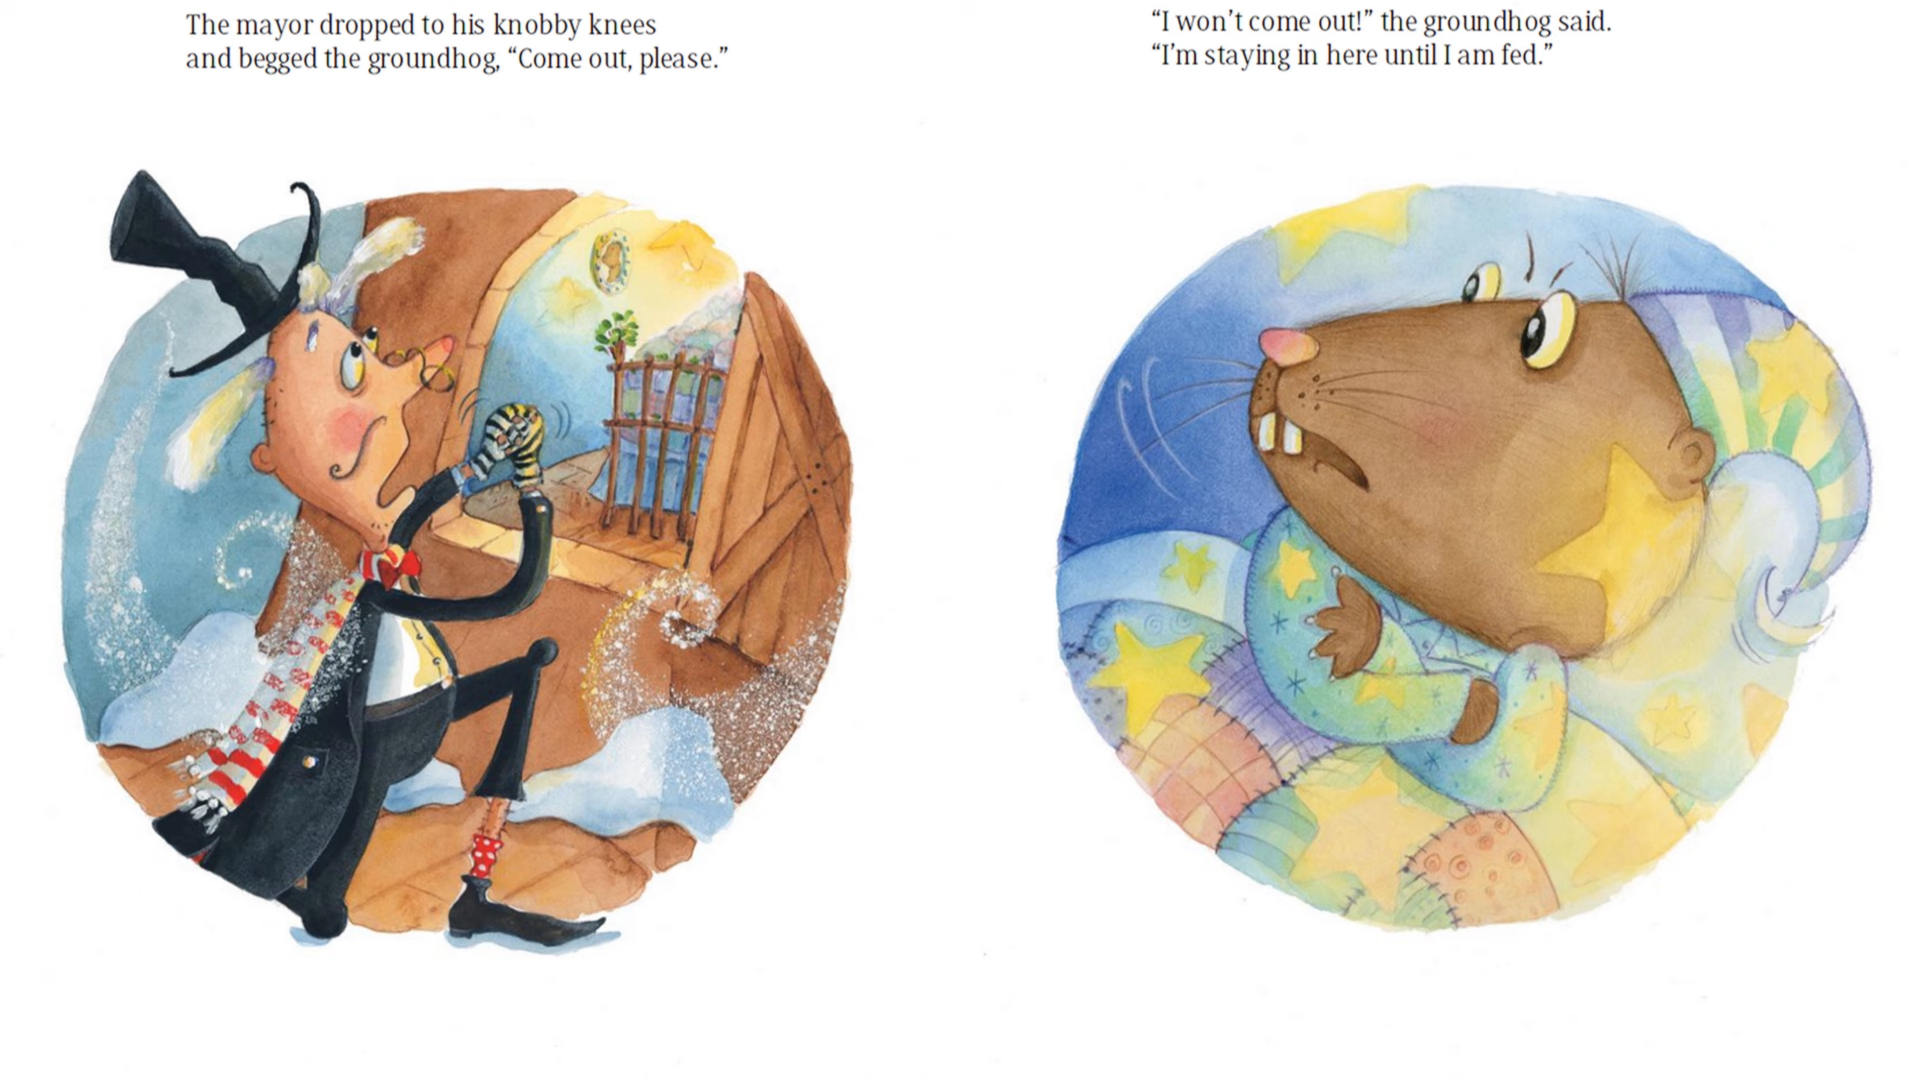 The mayor dropped to his knobby knees
and begged the groundhog, “Come out, please.”
“I won’t come out!” the groundhog said.
“I’m staying in here until I am fed.”